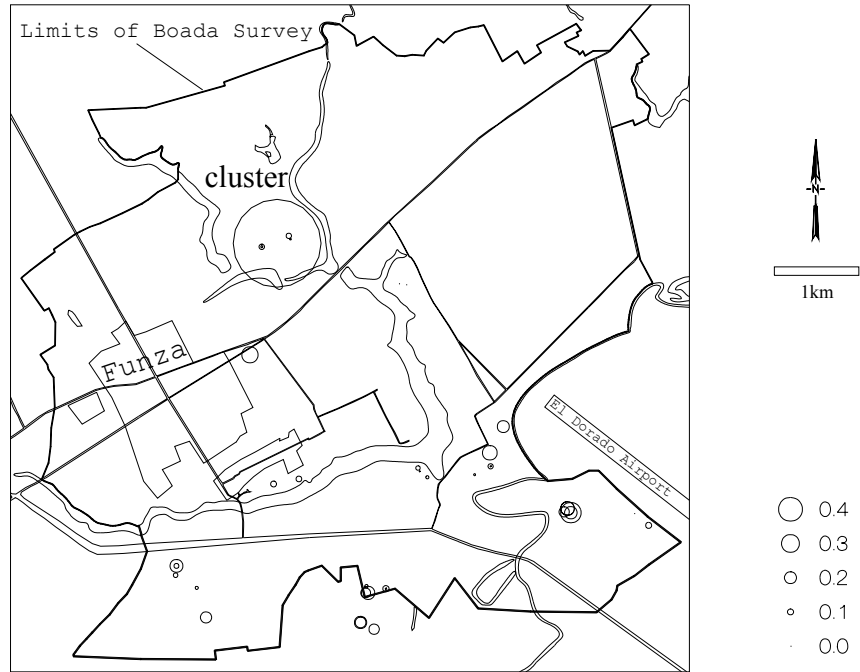 Limits of Boada Survey
cluster
N
1km
Funza
El Dorado Airport
0.4
0.3
0.2
0.1
0.0